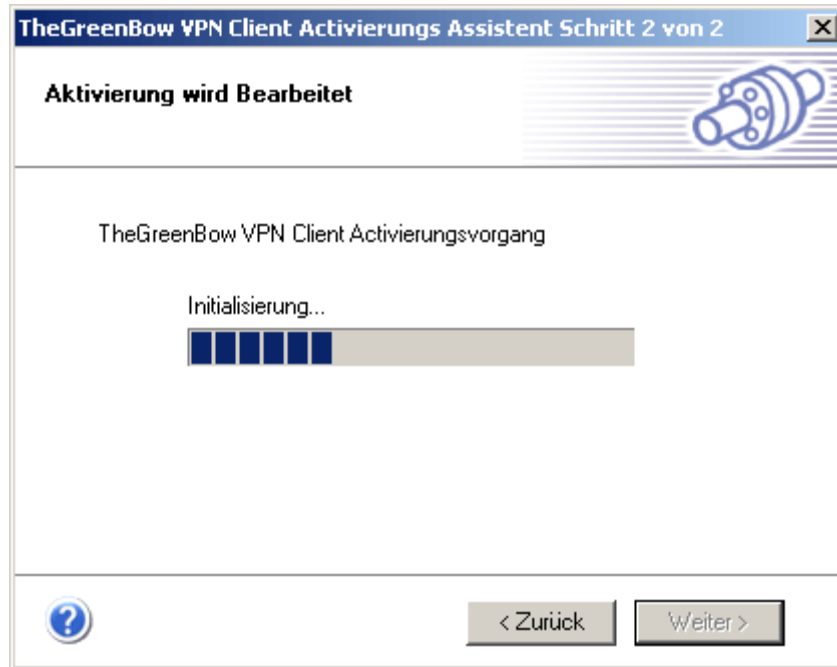 TheGreenBow VPN Client Activierungs Assistent Schritt 2 von 2
Aktivierung wird Bearbeitet
TheGreenBow VPN Client Activierungsvorgang
Initialisierung...
?
< Zurück
Weiter >